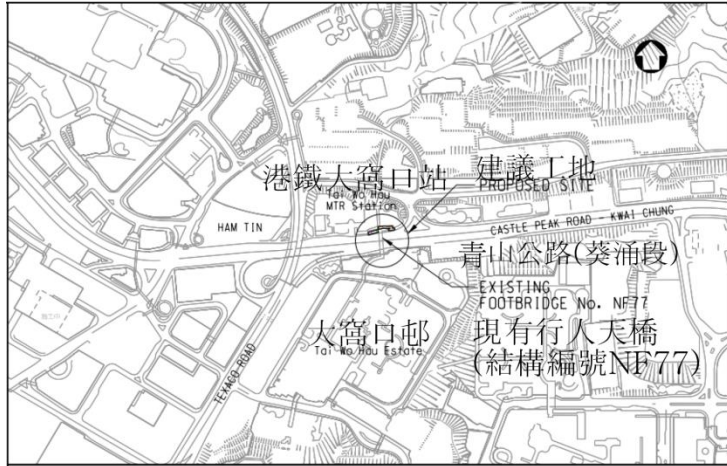 港鐵大窩口站
Tai Wo Hau
MTR Station
建議工地
PROPOSED SITE
HAM TIN
CASTLE PEAK ROAD - KWAI CHUNG
青山公路(葵涌段)
EXISTING
FOOTBRIDGE No. NF77
大窩口邨
Tai Wo Hau Estate
現有行人天橋
(結構編號NF77)
TEXACO ROAD